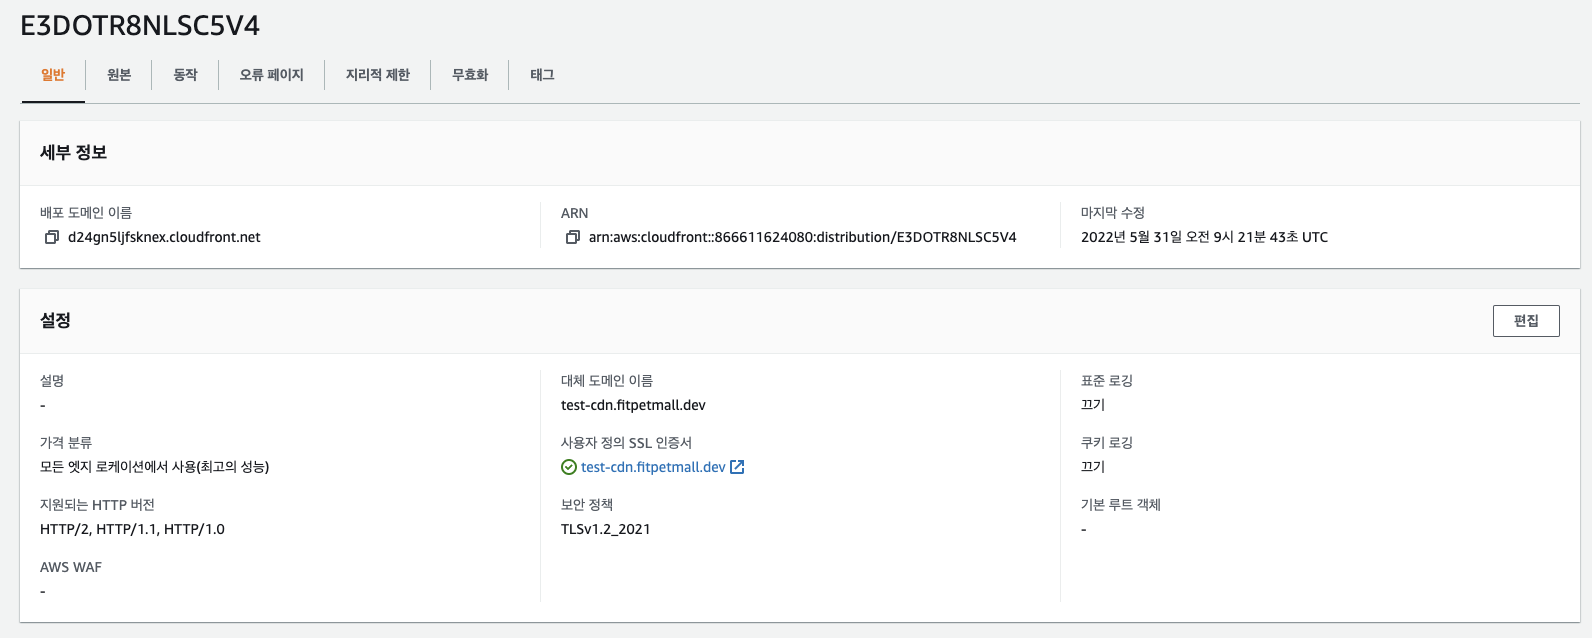 E3DOTR8NLSC5V4
일반 원본 동작 오류 페이지 지리적 제한 무효화 태그
세부 정보
배포 도메인 이름
d24gn5ljfsknex.cloudfront.net
ARN
arn:aws:cloudfront::866611624080:distribution/E3DOTR8NLSC5V4
마지막 수정
2022년 5월 31일 오전 9시 21분 43초 UTC
설정
편집
설명
-
가격 분류
모든 엣지 로케이션에서 사용(최고의 성능)
지원되는 HTTP 버전
HTTP/2, HTTP/1.1, HTTP/1.0
AWS WAF
-
대체 도메인 이름
test-cdn.fitpetmall.dev
사용자 정의 SSL 인증서
test-cdn.fitpetmall.dev
보안 정책
TLSv1.2_2021
표준 로깅
끄기
쿠키 로깅
끄기
기본 루트 객체
-